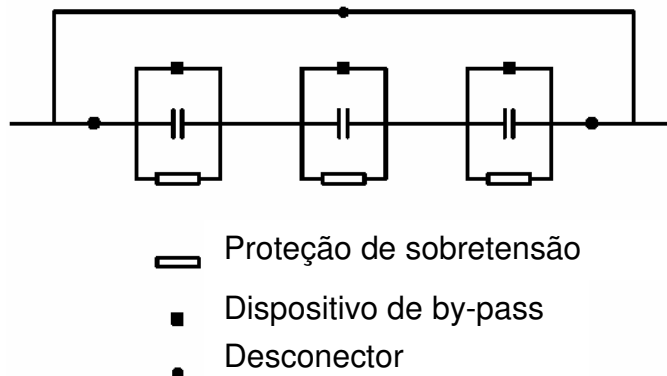 Proteção de sobretensão
Dispositivo de by-pass
Desconector